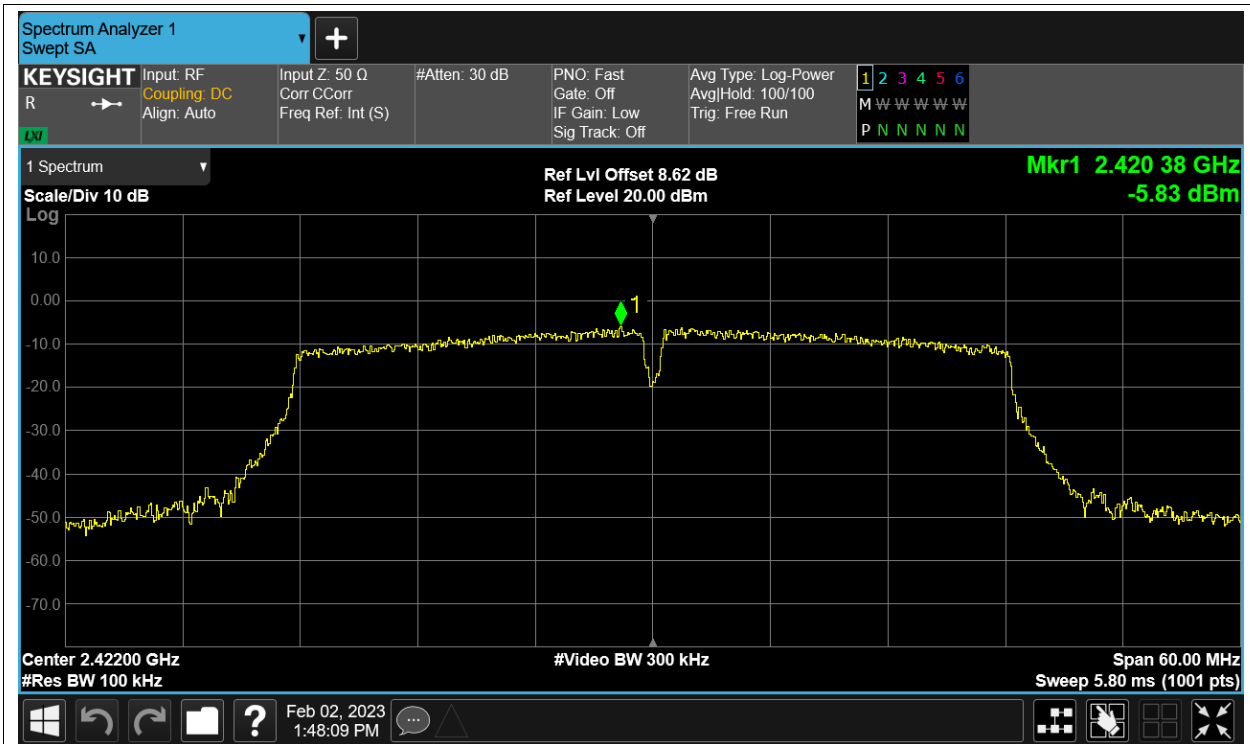 Spectrum Analyzer 1
Swept SA
KEYSIGHT
R
LXI
Input: RF
Coupling: DC
Align: Auto
Input Z: 50 Ω
Corr CCorr
Freq Ref: Int (S)
#Atten: 30 dB
PNO: Fast
Gate: Off
IF Gain: Low
Sig Track: Off
Avg Type: Log-Power
Avg|Hold: 100/100
Trig: Free Run
1 2 3 4 5 6
M W W W W W
P N N N N N
1 Spectrum
Scale/Div 10 dB
Log
Ref Lvl Offset 8.62 dB
Ref Level 20.00 dBm
Mkr1 2.420 38 GHz
-5.83 dBm
10.0
0.00
-10.0
-20.0
-30.0
-40.0
-50.0
-60.0
-70.0
1
Center 2.42200 GHz
#Res BW 100 kHz
#Video BW 300 kHz
Span 60.00 MHz
Sweep 5.80 ms (1001 pts)
?
Feb 02, 2023
1:48:09 PM